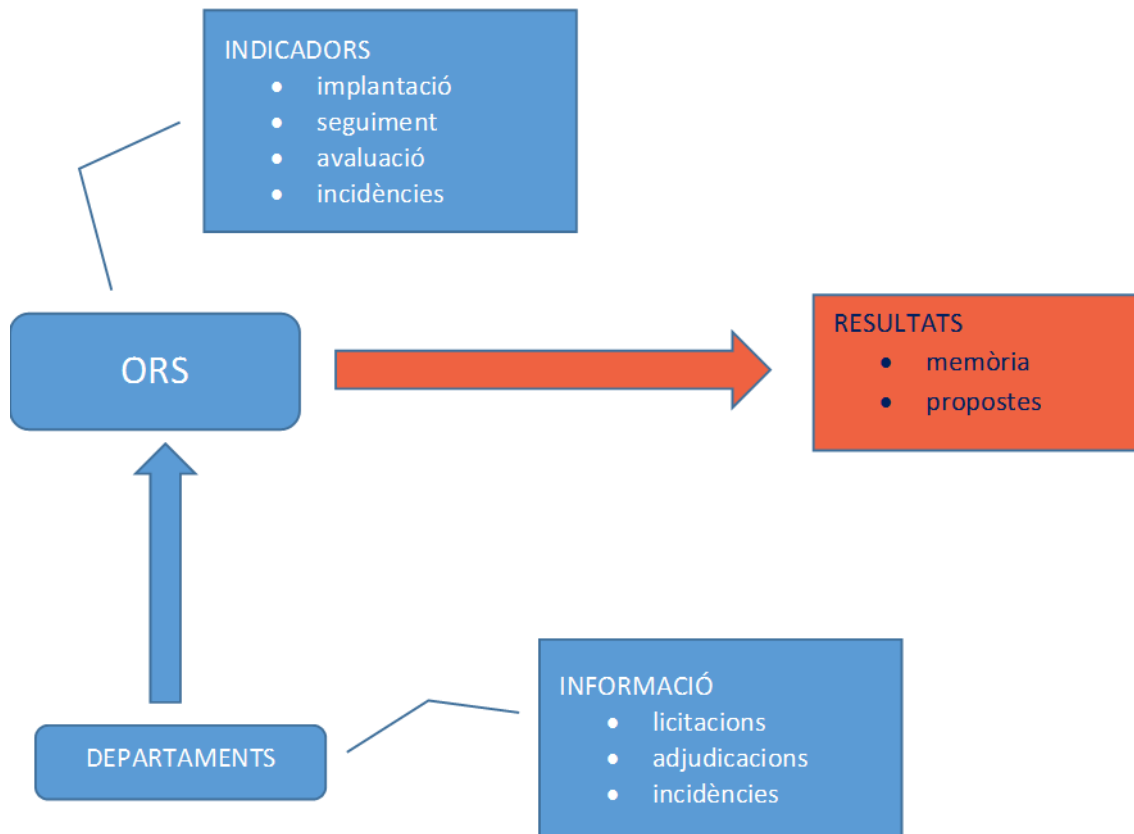 INDICADORS
• implantació
• seguiment
• avaluació
• incidències
ORS
RESULTATS
• memòria
• propostes
DEPARTAMENTS
INFORMACIÓ
• licitacions
• adjudicacions
• incidències